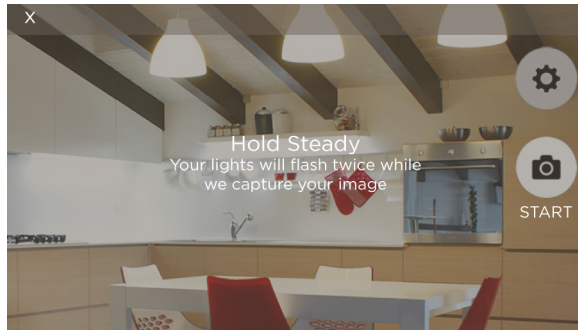 X
Hold Steady
Your lights will flash twice while
we capture your image
START